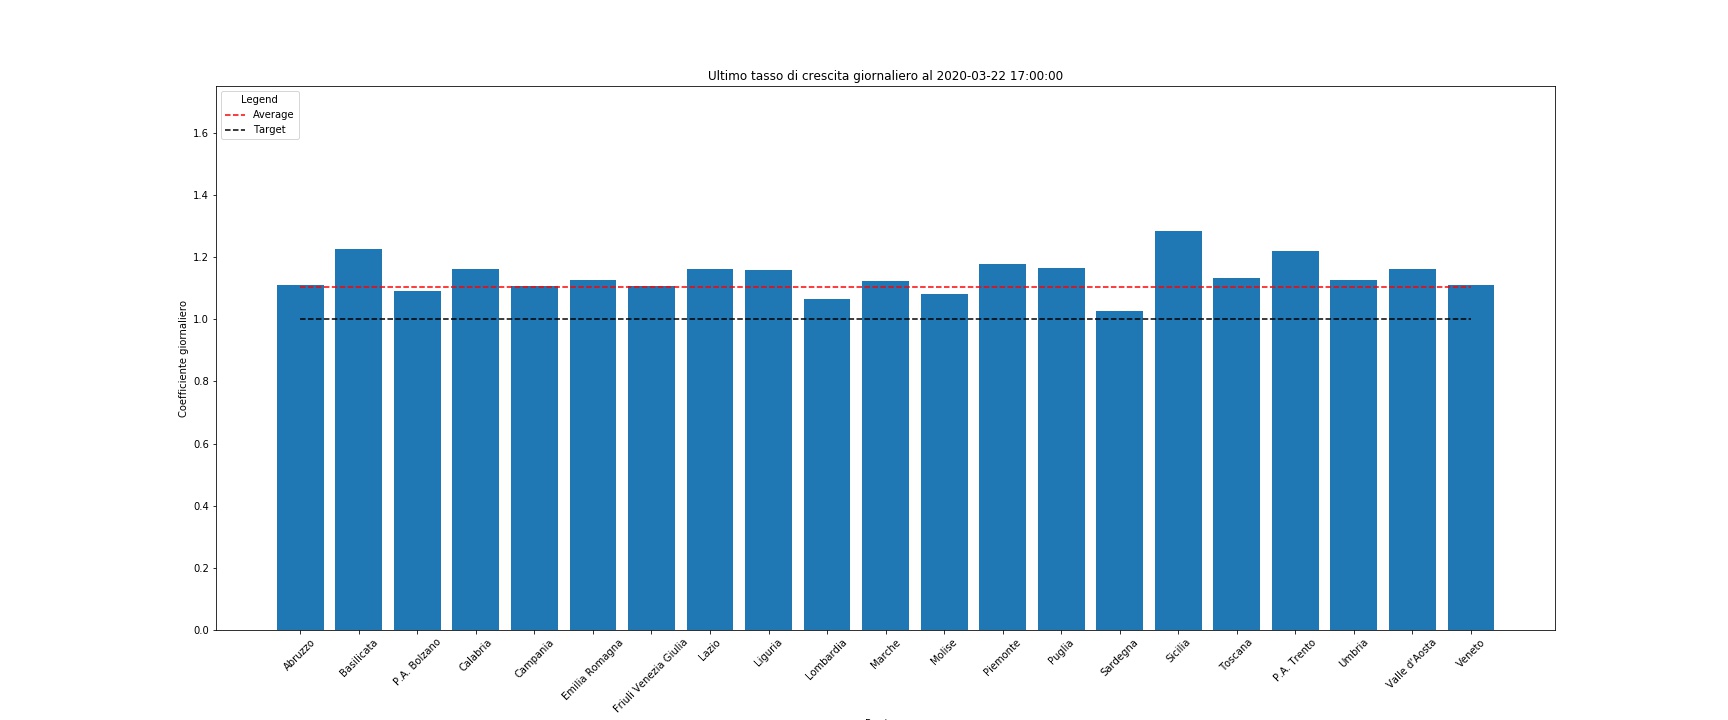 Ultimo tasso di crescita giornaliero al 2020-03-22 17:00:00
Legend
Average
Target
Coefficiente giornaliero
1.6
1.4
1.2
1.0
0.8
0.6
0.4
0.2
0.0
Abruzzo
Basilicata
P.A. Bolzano
Calabria
Campania
Emilia Romagna
Friuli Venezia Giulia
Lazio
Liguria
Lombardia
Marche
Molise
Piemonte
Puglia
Sardegna
Sicilia
Toscana
P.A. Trento
Umbria
Valle d'Aosta
Veneto